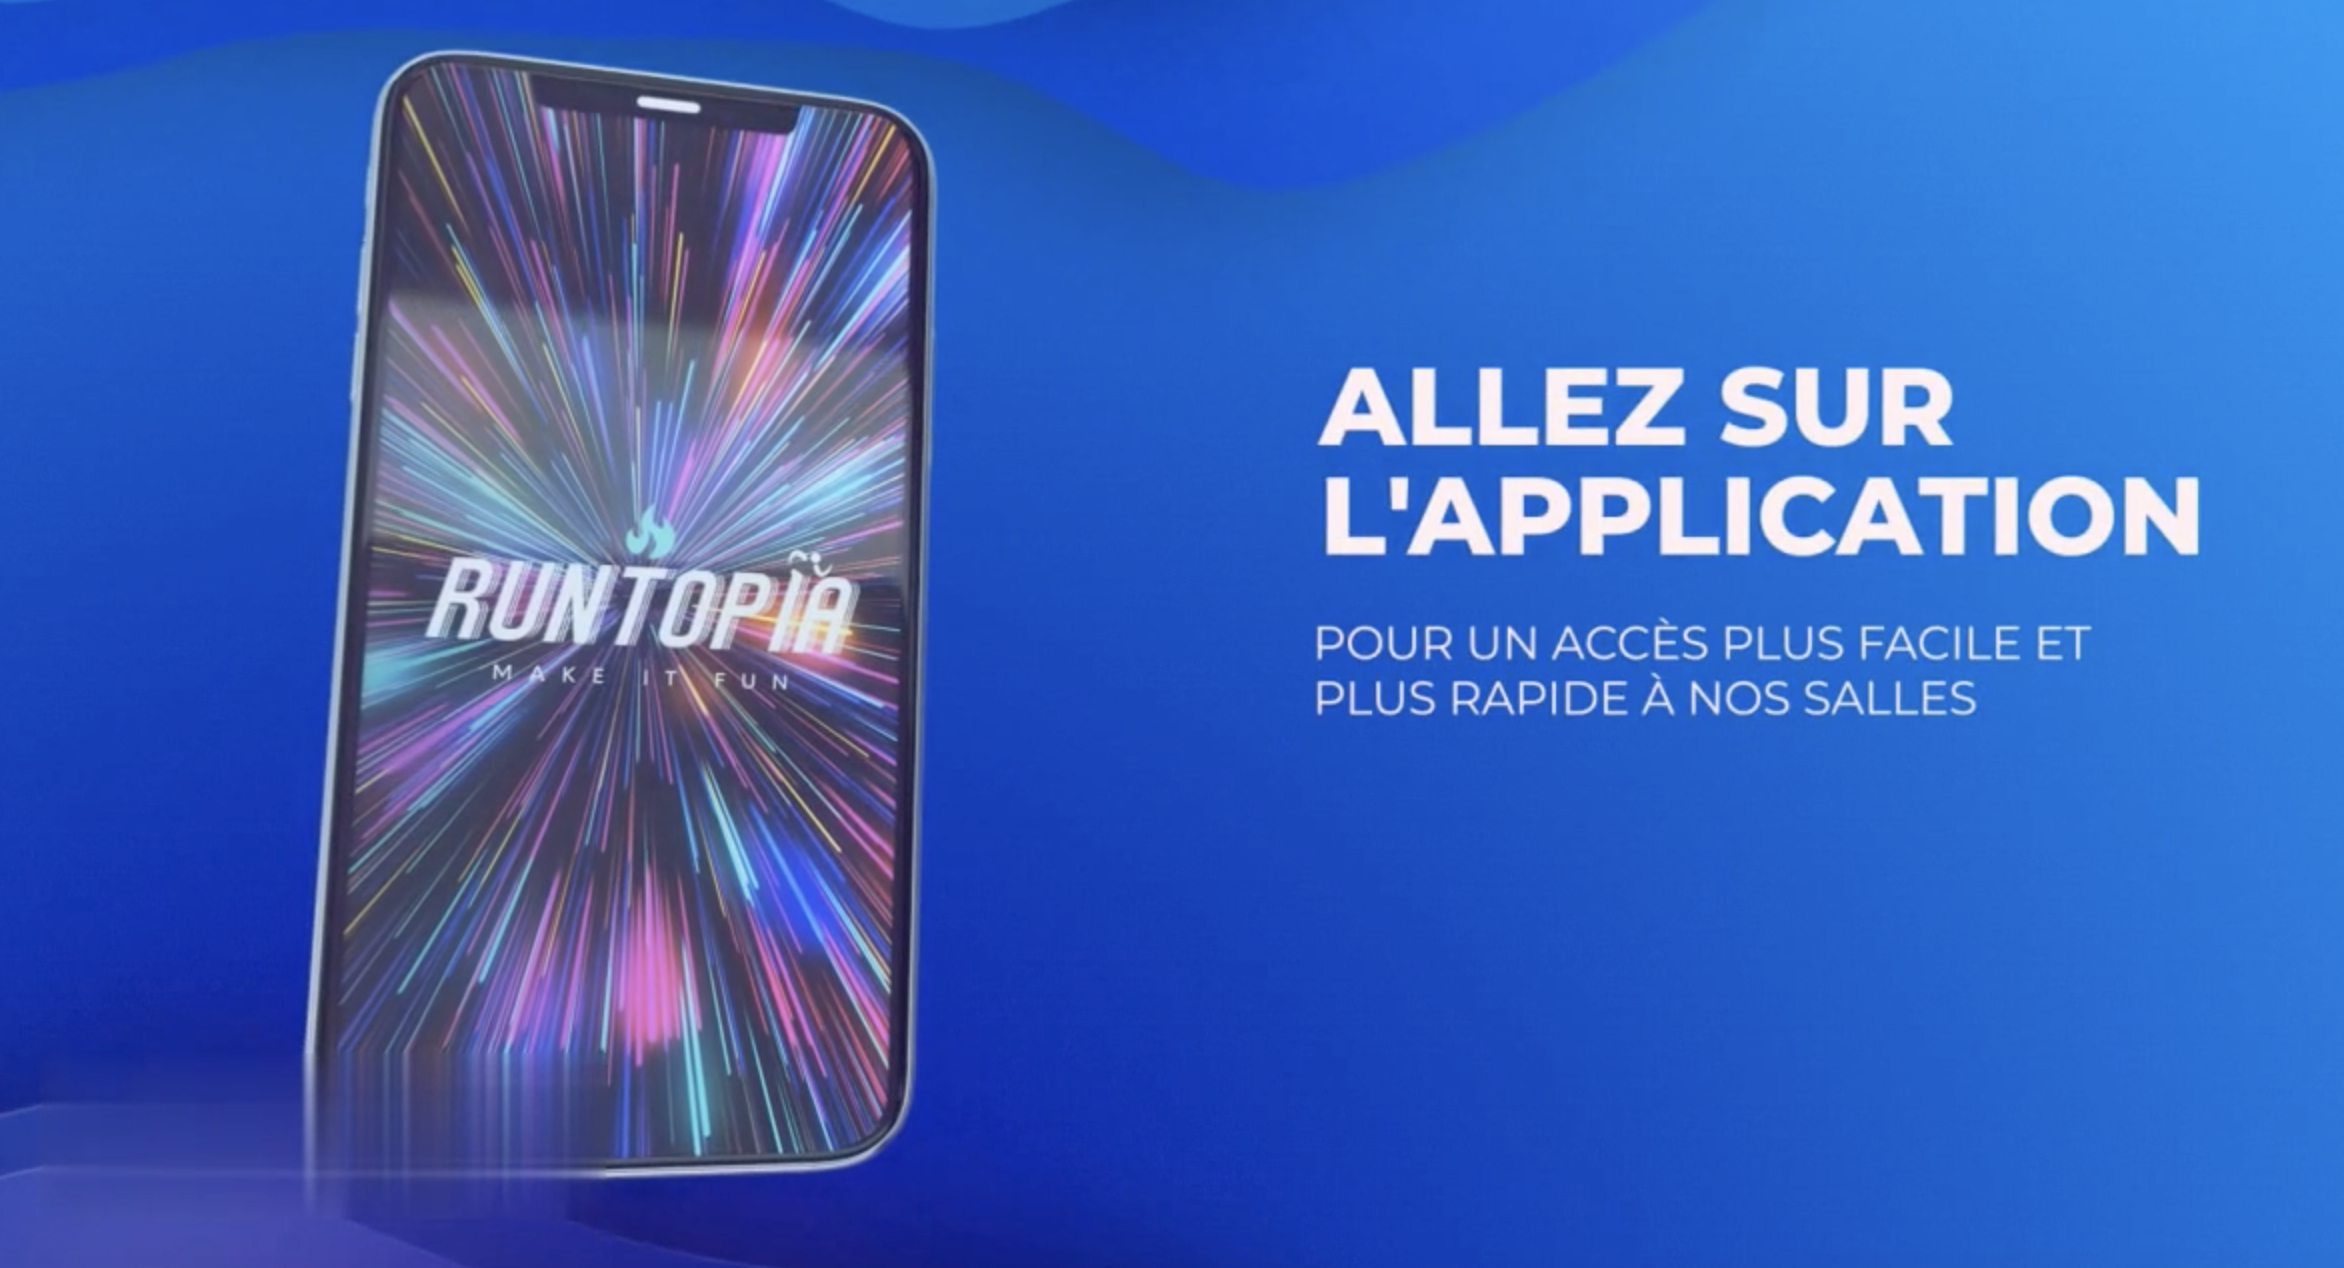 RUNTOPIA
MAKE IT FUN
ALLEZ SUR
L'APPLICATION
POUR UN ACCÈS PLUS FACILE ET
PLUS RAPIDE À NOS SALLES